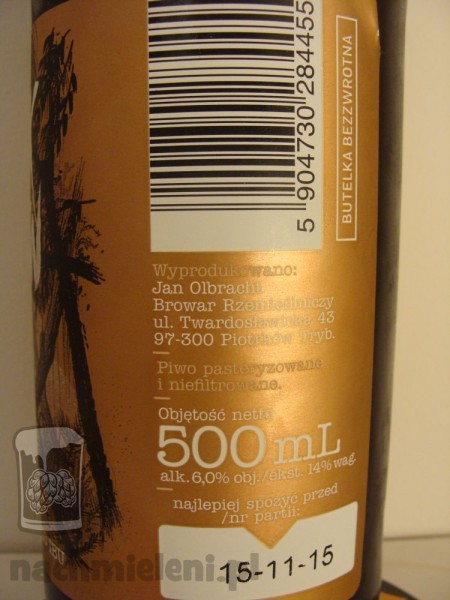 5 904730 284455
BUTELKA BEZZWROTNA
Wyprodukowano:
Jan Olbracht
Browar Rzemieślniczy
ul. Twardosławicka 43
97-300 Piotrków Tryb.
Piwo pasteryzowane
i niefiltrowane.
Objętość netto
500 mL
alk. 6,0% obj./ekst. 14% wag.
najlepiej spożyć przed
/nr partii:
15-11-15
nachmieleni.pl